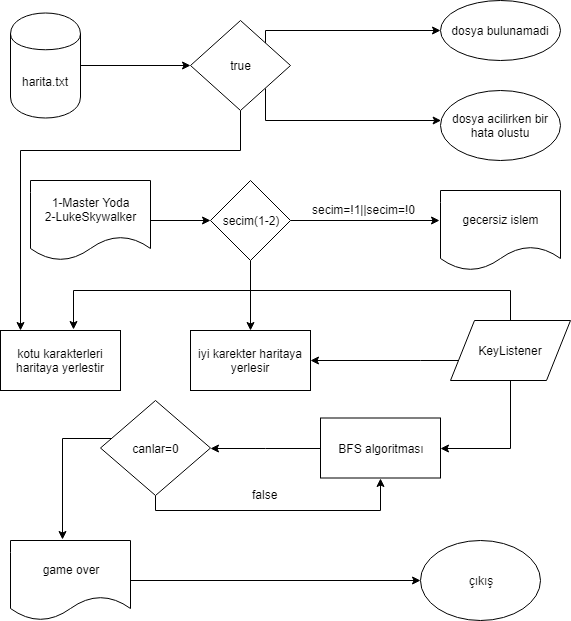 dosya bulunamadi
harita.txt
true
dosya acilirken bir
hata olustu
1-Master Yoda
2-LukeSkywalker
secim(1-2)
secim=!1||secim=!0
gecersiz islem
kotu karakterleri
haritaya yerlestir
iyi karekter haritaya
yerlesir
KeyListener
canlar=0
BFS algoritması
false
game over
çıkış